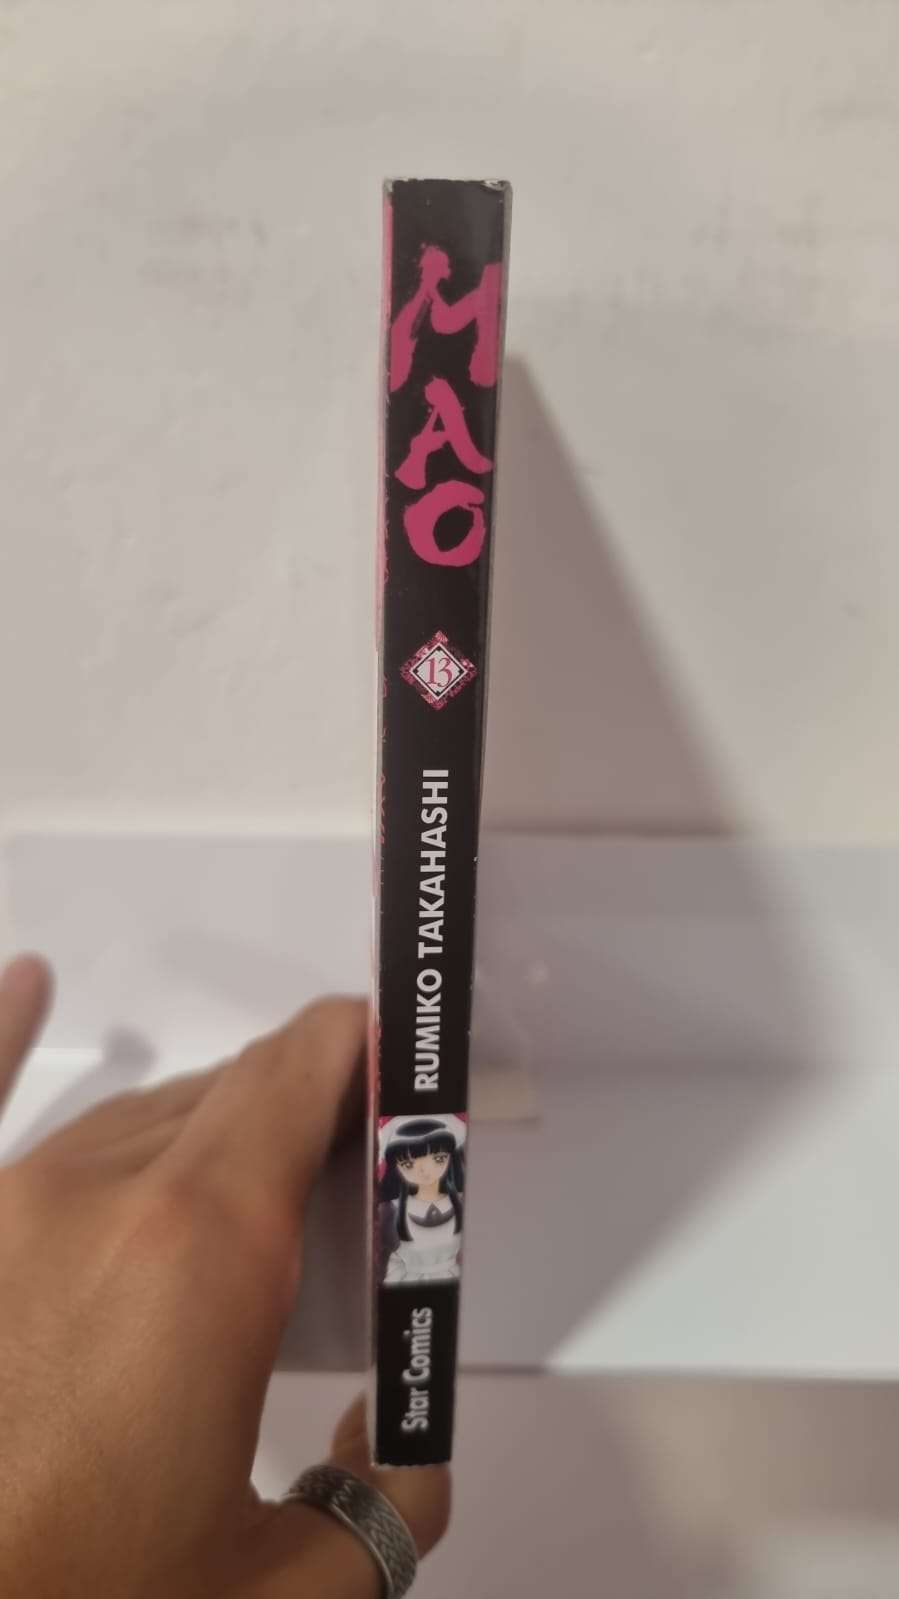 MAO
13
RUMIKO TAKAHASHI
Star Comics